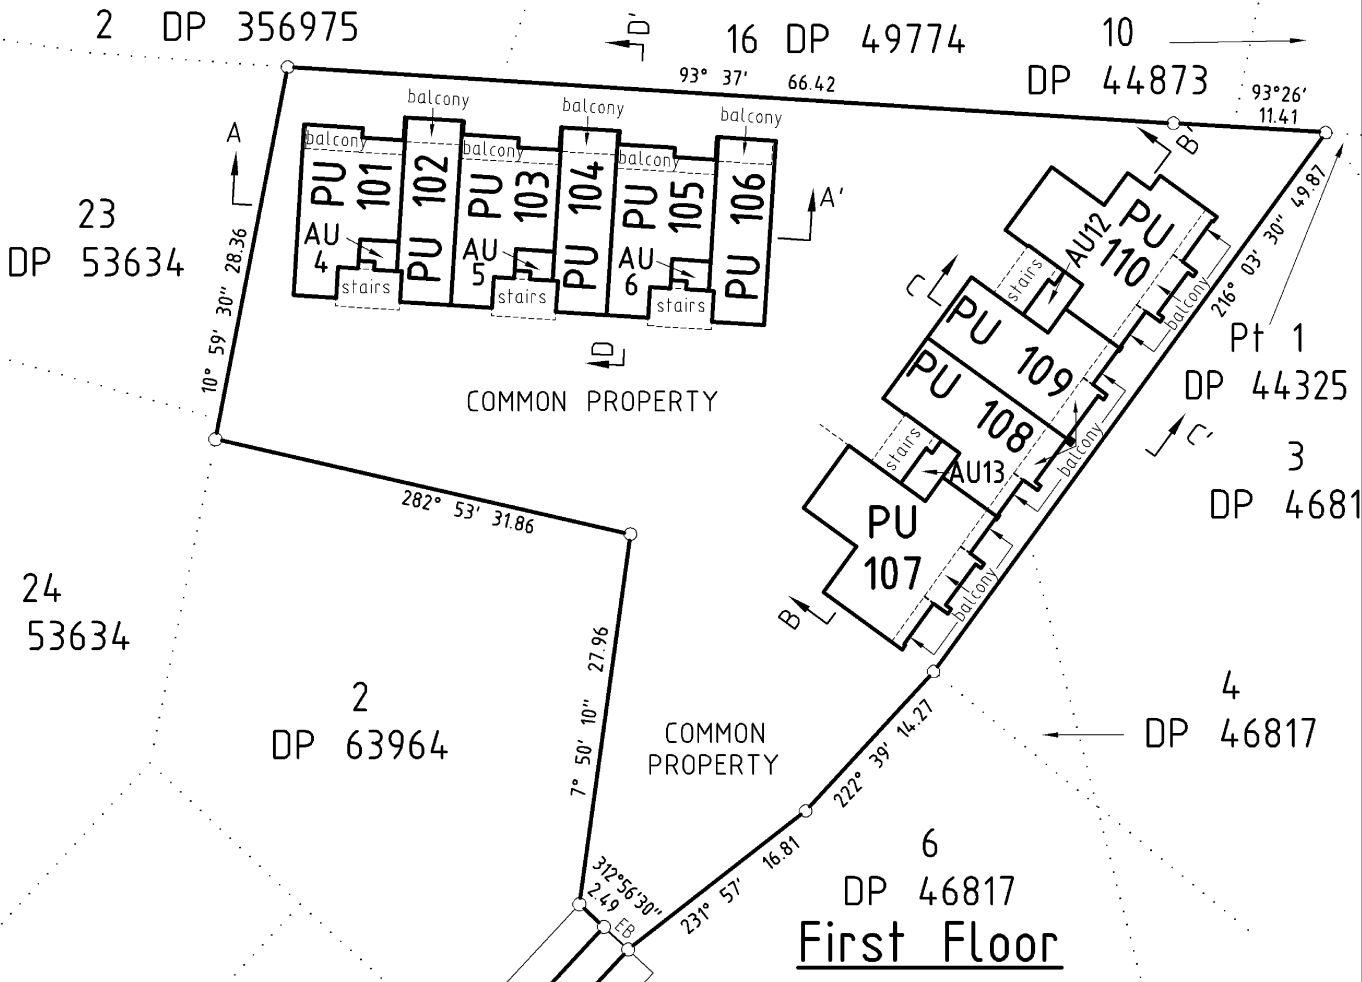 2 DP 356975
D'
16 DP 49774
10
DP 44873
93° 37' 66.42
93°26'
11.41
balcony
balcony
balcony
A
balcony
balcony
balcony
PU 101
PU 102
PU 103
PU 104
PU 105
PU 106
A'
B'
49.87
216° 03' 30"
23
DP 53634
10° 59' 30" 28.36
AU
4
AU
5
AU
6
stairs
stairs
stairs
D
COMMON PROPERTY
PU
110
AU12
stairs
C
balcony
PU 109
PU 108
Pt 1
DP 44325
C'
3
DP 4681
balcony
stairs
AU13
PU
107
balcony
B
282° 53' 31.86
24
53634
2
DP 63964
7° 50' 10" 27.96
COMMON
PROPERTY
4
DP 46817
222° 39' 14.27
231° 57' 16.81
312°56'30"
2.49
EB
6
DP 46817
First Floor